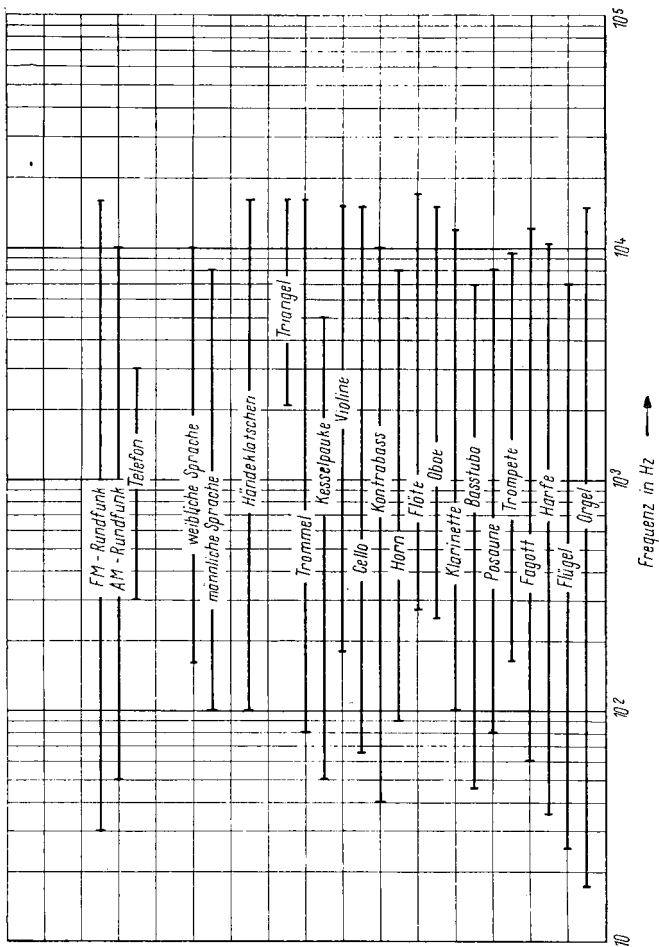 FM-Rundfunk
AM-Rundfunk
Telefon
weibliche Sprache
männliche Sprache
Händeklatschen
Triangel
Trommel
Kesselpauke
Violine
Cello
Kontrabass
Horn
Flöte
Oboe
Klarinette
Basstuba
Posaune
Trompete
Fagott
Harfe
Flügel
Orgel
10
10²
10³
10⁴
10⁵
Frequenz in Hz →